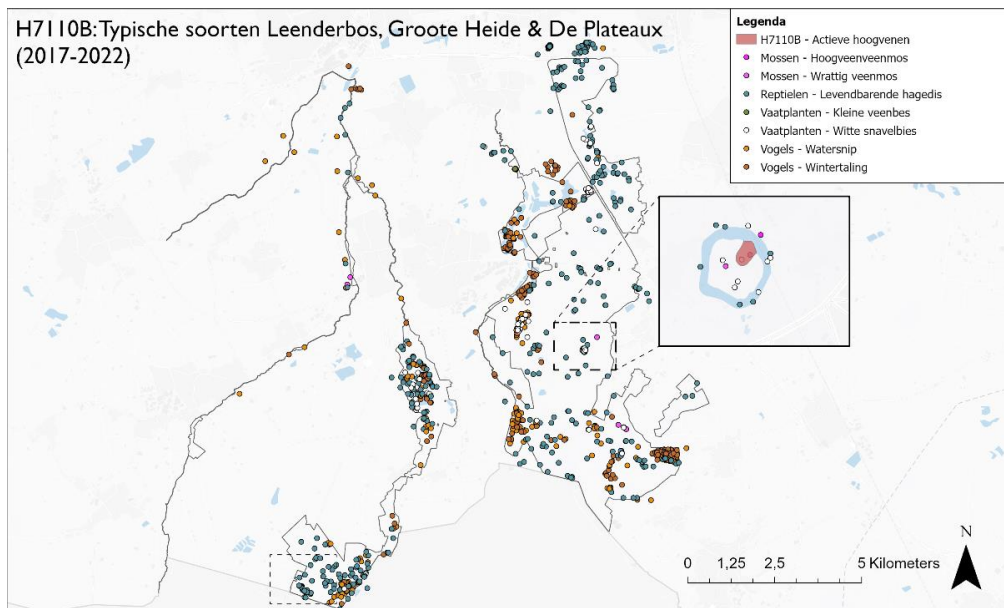 H7110B: Typische soorten Leenderbos, Groote Heide & De Plateaux
(2017-2022)
Legenda
H7110B - Actieve hoogvenen
Mossen - Hoogveenveenmos
Mossen - Wrattig veenmos
Reptielen - Levendbarende hagedis
Vaatplanten - Kleine veenbes
Vaatplanten - Witte snavelbies
Vogels - Watersnip
Vogels - Wintertaling
N
0 1,25 2,5 5 Kilometers